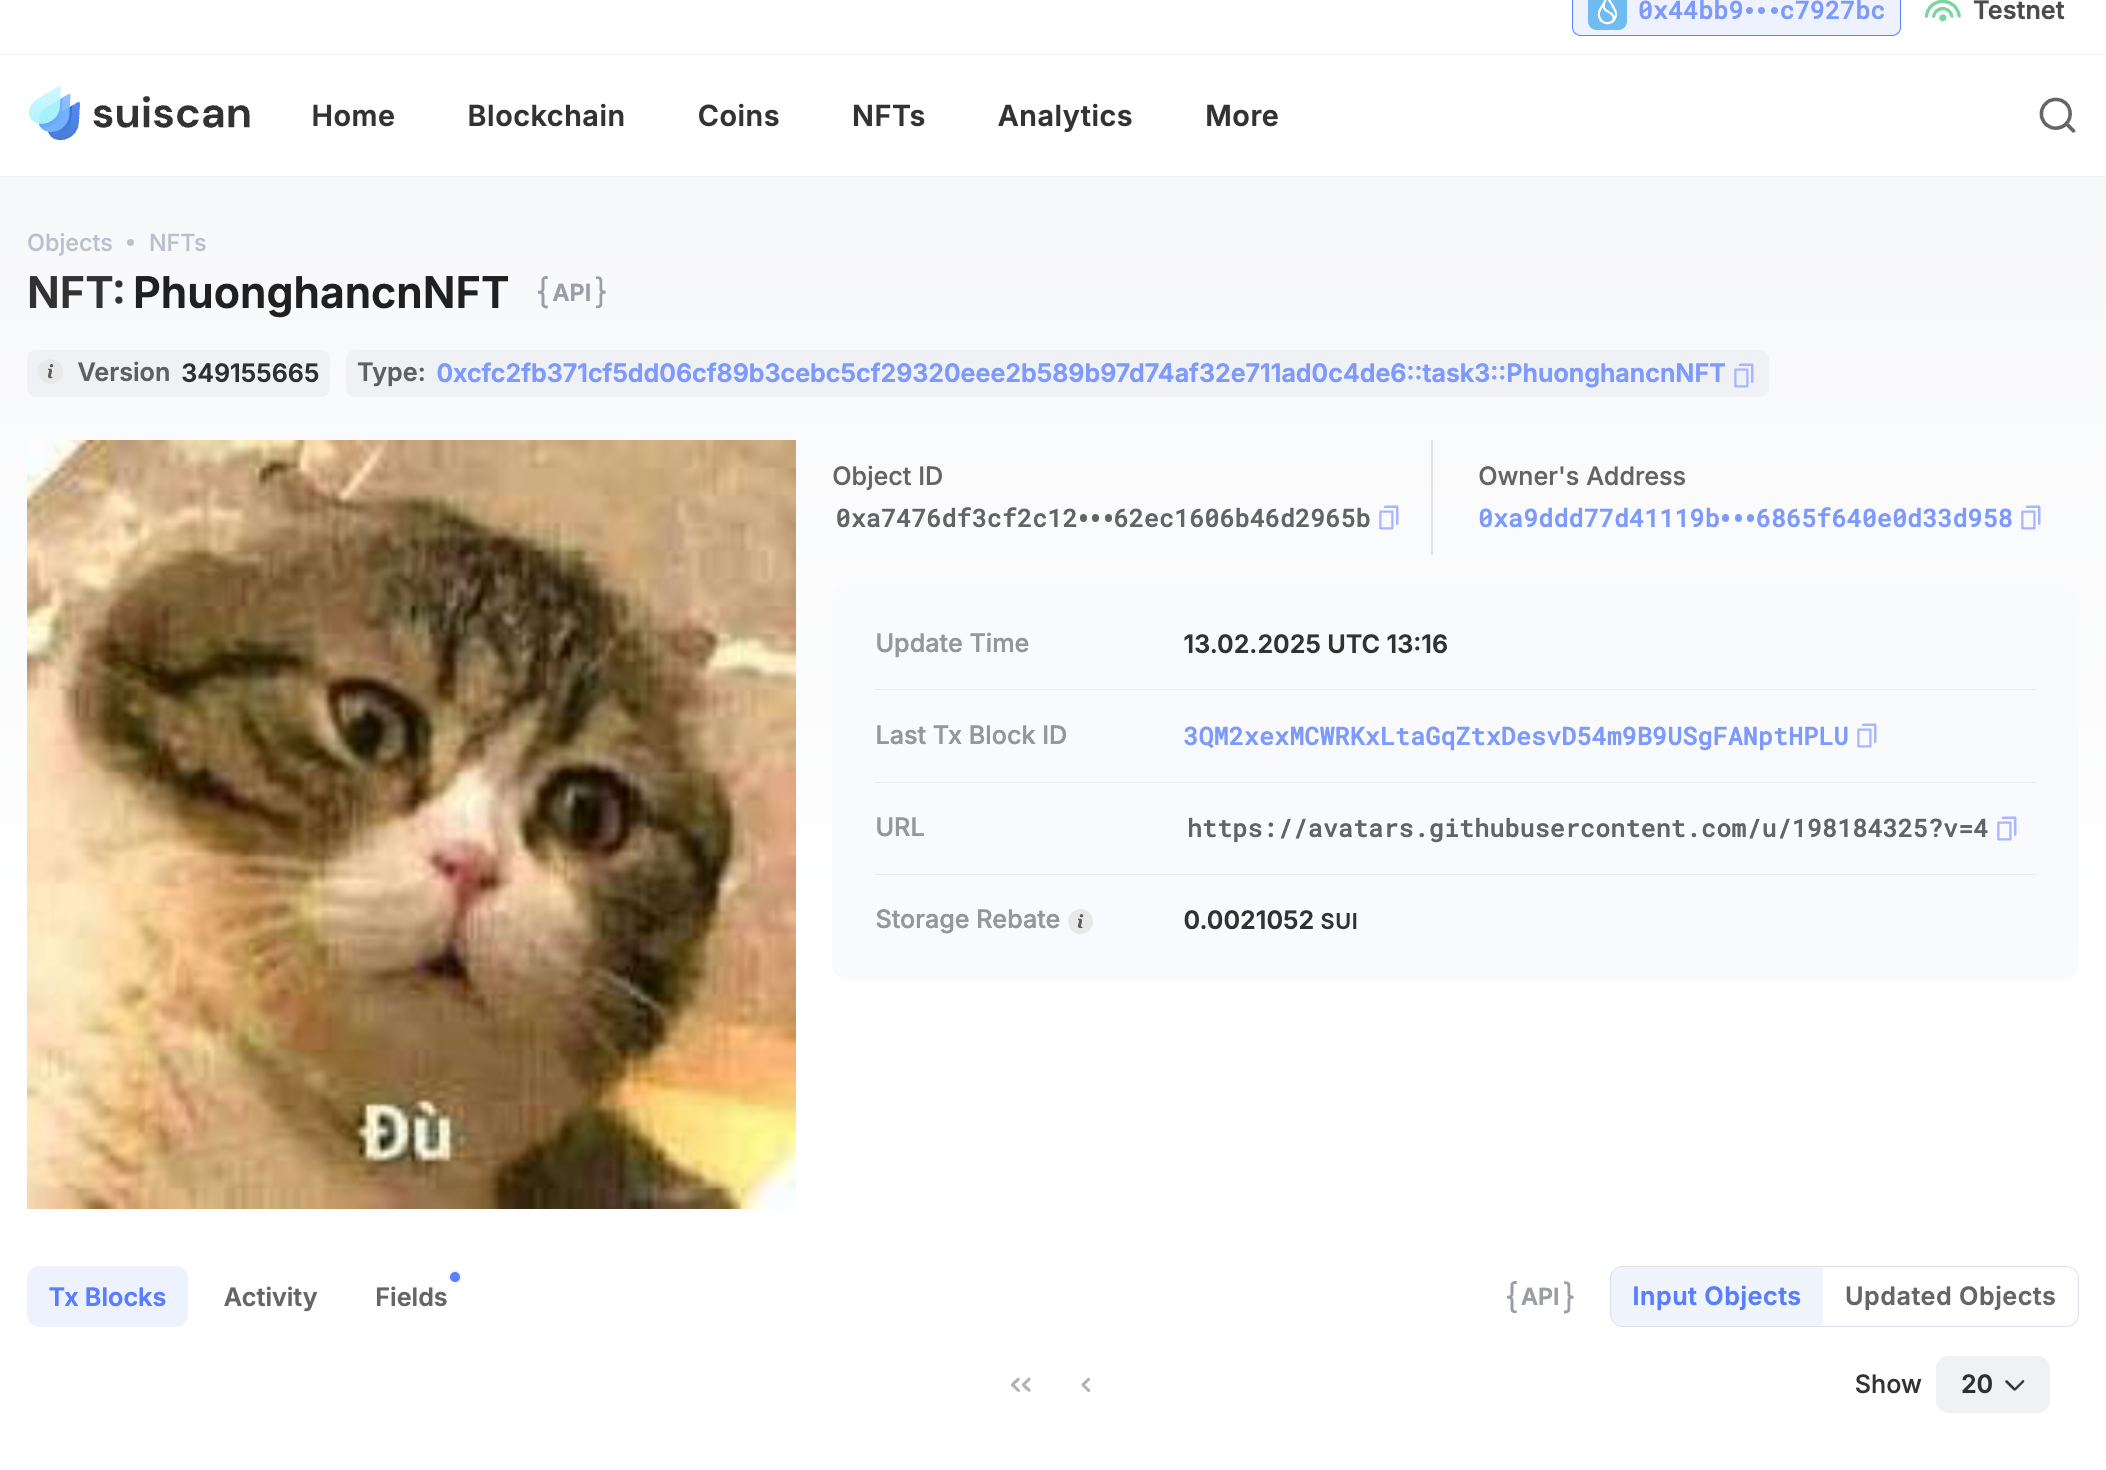 0x44bb9•••c7927bc
Testnet
suiscan
Home
Blockchain
Coins
NFTs
Analytics
More
Objects • NFTs
NFT: PhuonghancnNFT {API}
i Version 349155665
Type: 0xcfc2fb371cf5dd06cf89b3cebc5cf29320eee2b589b97d74af32e711ad0c4de6::task3::PhuonghancnNFT
Đù
Object ID
0xa7476df3cf2c12•••62ec1606b46d2965b
Owner's Address
0xa9ddd77d41119b•••6865f640e0d33d958
Update Time
13.02.2025 UTC 13:16
Last Tx Block ID
3QM2xexMCWRKxLtaGqZtxDesvD54m9B9USgFANptHPLU
URL
https://avatars.githubusercontent.com/u/198184325?v=4
Storage Rebate i
0.0021052 SUI
Tx Blocks
Activity
Fields
{API}
Input Objects
Updated Objects
Show
20